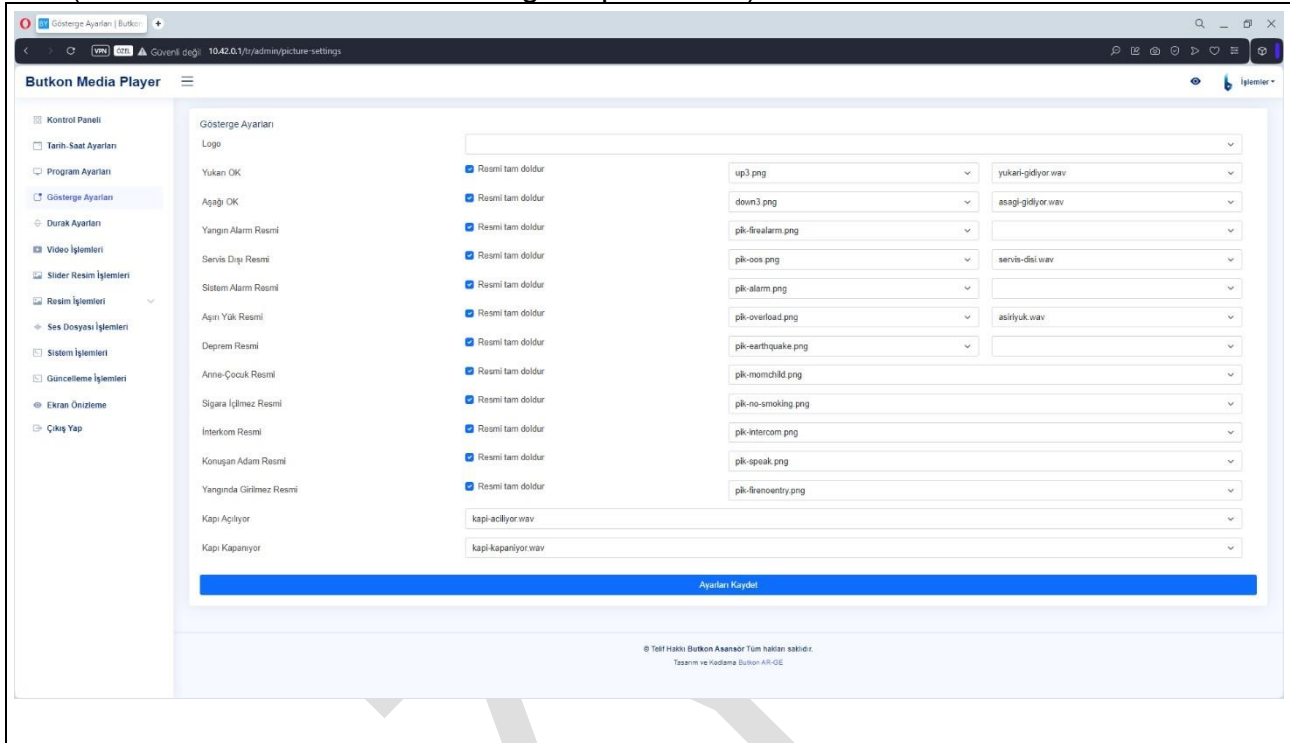 Gösterge Ayarları | Butkon
VPN ÖZEL Güvenli değil 10.42.0.1/tr/admin/picture-settings
Butkon Media Player
İşlemler
Kontrol Paneli
Tarih-Saat Ayarları
Program Ayarları
Gösterge Ayarları
Durak Ayarları
Video İşlemleri
Slider Resim İşlemleri
Resim İşlemleri
Ses Dosyası İşlemleri
Sistem İşlemleri
Güncelleme İşlemleri
Ekran Önizleme
Çıkış Yap
Gösterge Ayarları
Logo
Yukarı OK Resmi tam doldur up3.png yukari-gidiyor.wav
Aşağı OK Resmi tam doldur down3.png asagi-gidiyor.wav
Yangın Alarm Resmi Resmi tam doldur pik-firealarm.png
Servis Dışı Resmi Resmi tam doldur pik-oos.png servis-disi.wav
Sistem Alarm Resmi Resmi tam doldur pik-alarm.png
Aşırı Yük Resmi Resmi tam doldur pik-overload.png asiriyuk.wav
Deprem Resmi Resmi tam doldur pik-earthquake.png
Anne-Çocuk Resmi Resmi tam doldur pik-momchild.png
Sigara İçilmez Resmi Resmi tam doldur pik-no-smoking.png
İnterkom Resmi Resmi tam doldur pik-intercom.png
Konuşan Adam Resmi Resmi tam doldur pik-speak.png
Yangında Girilmez Resmi Resmi tam doldur pik-firenoentry.png
Kapı Açılıyor kapi-aciliyor.wav
Kapı Kapanıyor kapi-kapaniyor.wav
Ayarları Kaydet
© Telif Hakkı Butkon Asansör Tüm hakları saklıdır.
Tasarım ve Kodlama Butkon AR-GE